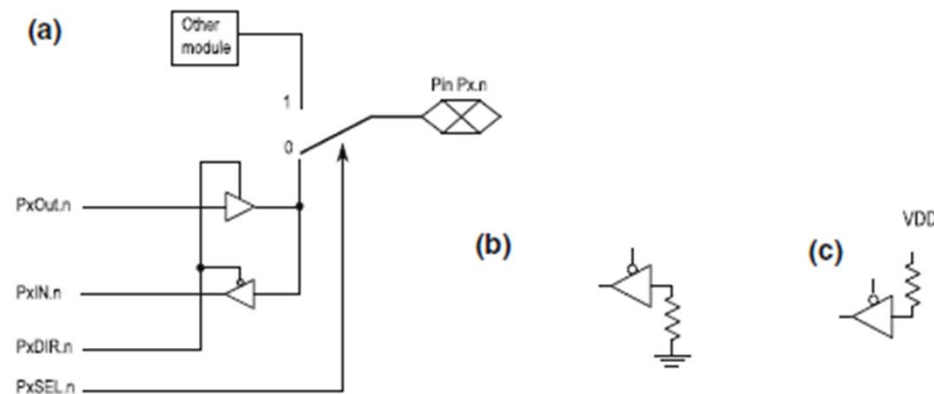 (a)
Other
module
Pin Px.n
1
0
PxOut.n
PxIN.n
PxDIR.n
PxSEL.n
(b)
(c)
VDD